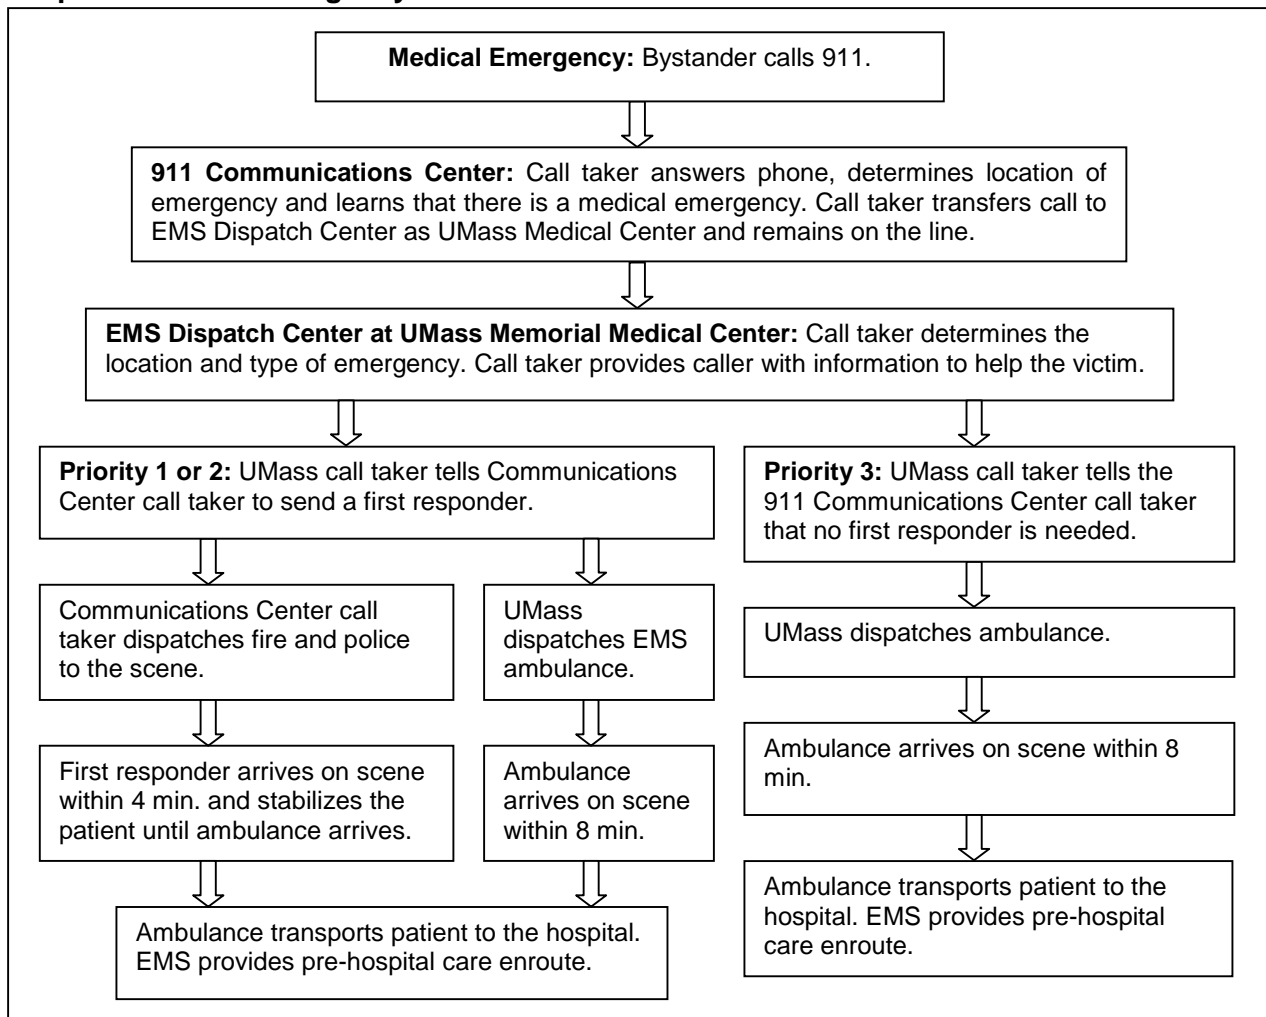 Medical Emergency: Bystander calls 911.
911 Communications Center: Call taker answers phone, determines location of
emergency and learns that there is a medical emergency. Call taker transfers call to
EMS Dispatch Center as UMass Medical Center and remains on the line.
EMS Dispatch Center at UMass Memorial Medical Center: Call taker determines the
location and type of emergency. Call taker provides caller with information to help the victim.
Priority 1 or 2: UMass call taker tells Communications
Center call taker to send a first responder.
Communications Center call
taker dispatches fire and police
to the scene.
First responder arrives on scene
within 4 min. and stabilizes the
patient until ambulance arrives.
UMass
dispatches EMS
ambulance.
Ambulance
arrives on scene
within 8 min.
Ambulance transports patient to the hospital.
EMS provides pre-hospital care enroute.
Priority 3: UMass call taker tells the
911 Communications Center call taker
that no first responder is needed.
UMass dispatches ambulance.
Ambulance arrives on scene within 8
min.
Ambulance transports patient to the
hospital. EMS provides pre-hospital
care enroute.